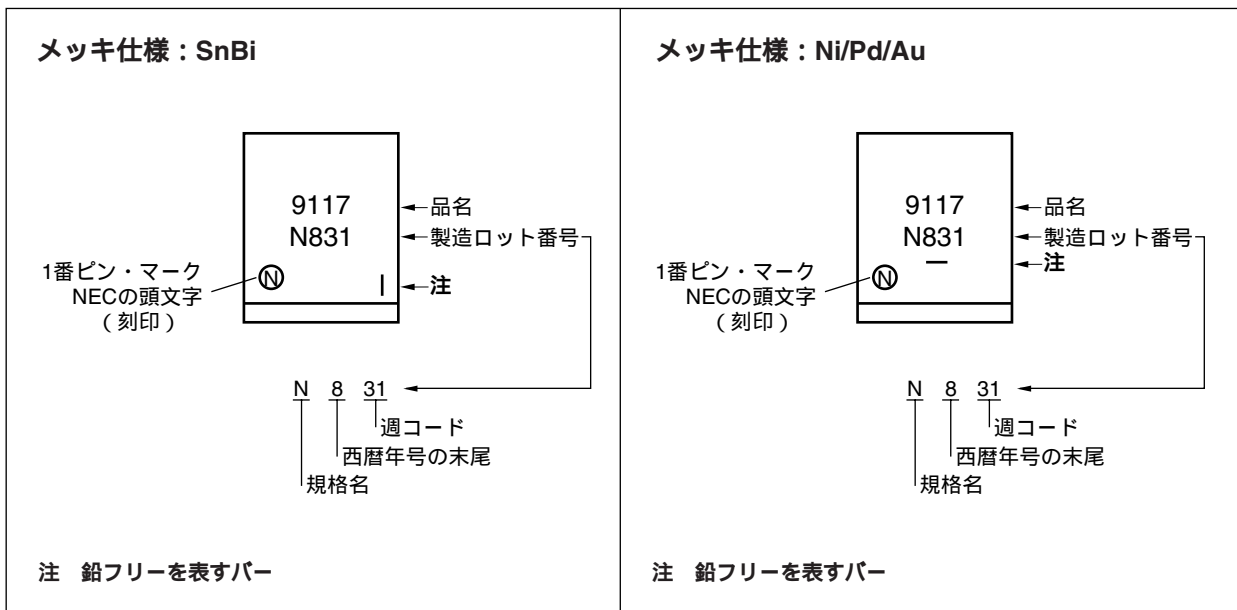 メッキ仕様：SnBi
9117
N831
品名
製造ロット番号
注
1番ピン・マーク
NECの頭文字
（刻印）
N
N 8 31
週コード
西暦年号の末尾
規格名
注 鉛フリーを表すバー
メッキ仕様：Ni/Pd/Au
9117
N831
品名
製造ロット番号
注
1番ピン・マーク
NECの頭文字
（刻印）
N
N 8 31
週コード
西暦年号の末尾
規格名
注 鉛フリーを表すバー